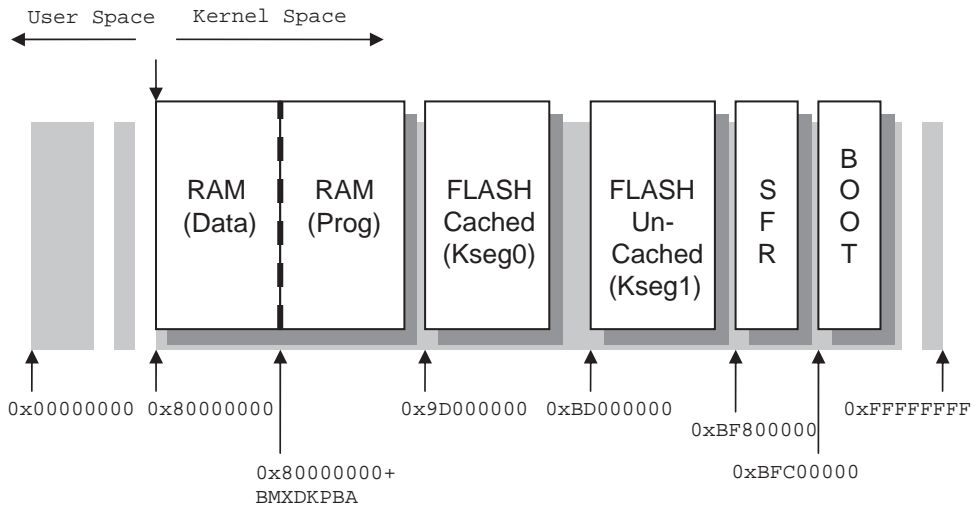 User Space Kernel Space
RAM
(Data)
RAM
(Prog)
FLASH
Cached
(Kseg0)
FLASH
Un-
Cached
(Kseg1)
S
F
R
B
O
O
T
0x00000000 0x80000000 0x9D000000 0xBD000000 0xFFFFFFFF
0xBF800000
0x80000000+
BMXDKPBA
0xBFC00000